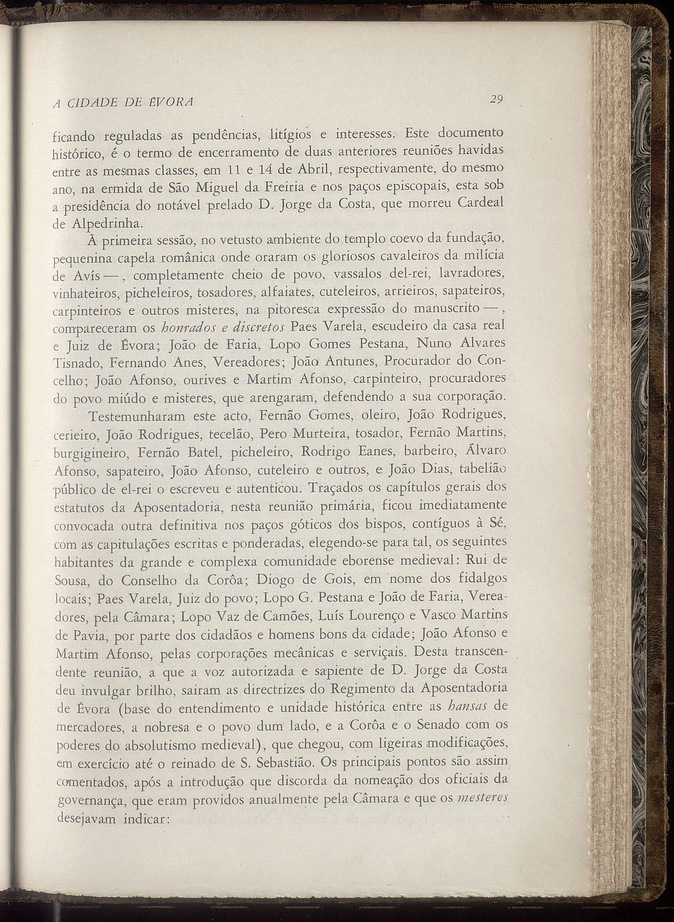 A CIDADE DE ÉVORA 29
ficando reguladas as pendências, litígios e interesses. Este documento
histórico, é o termo de encerramento de duas anteriores reuniões havidas
entre as mesmas classes, em 11 e 14 de Abril, respectivamente, do mesmo
ano, na ermida de São Miguel da Freiria e nos paços episcopais, esta sob
a presidência do notável prelado D. Jorge da Costa, que morreu Cardeal
de Alpedrinha.
À primeira sessão, no vetusto ambiente do templo coevo da fundação,
pequenina capela românica onde oraram os gloriosos cavaleiros da milícia
de Avís — , completamente cheio de povo, vassalos del-rei, lavradores,
vinhateiros, picheleiros, tosadores, alfaiates, cuteleiros, arrieiros, sapateiros,
carpinteiros e outros misteres, na pitoresca expressão do manuscrito — ,
compareceram os honrados e discretos Paes Varela, escudeiro da casa real
e Juiz de Évora; João de Faria, Lopo Gomes Pestana, Nuno Alvares
Tisnado, Fernando Anes, Vereadores; João Antunes, Procurador do Con-
celho; João Afonso, ourives e Martim Afonso, carpinteiro, procuradores
do povo miúdo e misteres, que arengaram, defendendo a sua corporação.
Testemunharam este acto, Fernão Gomes, oleiro, João Rodrigues,
cerieiro, João Rodrigues, tecelão, Pero Murteira, tosador, Fernão Martins,
burgigineiro, Fernão Batel, picheleiro, Rodrigo Eanes, barbeiro, Álvaro
Afonso, sapateiro, João Afonso, cuteleiro e outros, e João Dias, tabelião
público de el-rei o escreveu e autenticou. Traçados os capítulos gerais dos
estatutos da Aposentadoria, nesta reunião primária, ficou imediatamente
convocada outra definitiva nos paços góticos dos bispos, contíguos à Sé,
com as capitulações escritas e ponderadas, elegendo-se para tal, os seguintes
habitantes da grande e complexa comunidade eborense medieval: Rui de
Sousa, do Conselho da Corôa; Diogo de Gois, em nome dos fidalgos
locais; Paes Varela, Juiz do povo; Lopo G. Pestana e João de Faria, Verea-
dores, pela Câmara; Lopo Vaz de Camões, Luís Lourenço e Vasco Martins
de Pavia, por parte dos cidadãos e homens bons da cidade; João Afonso e
Martim Afonso, pelas corporações mecânicas e serviçais. Desta transcen-
dente reunião, a que a voz autorizada e sapiente de D. Jorge da Costa
deu invulgar brilho, sairam as directrizes do Regimento da Aposentadoria
de Évora (base do entendimento e unidade histórica entre as hansas de
mercadores, a nobresa e o povo dum lado, e a Corôa e o Senado com os
poderes do absolutismo medieval), que chegou, com ligeiras modificações,
em exercício até o reinado de S. Sebastião. Os principais pontos são assim
comentados, após a introdução que discorda da nomeação dos oficiais da
governança, que eram providos anualmente pela Câmara e que os mesteres
desejavam indicar: